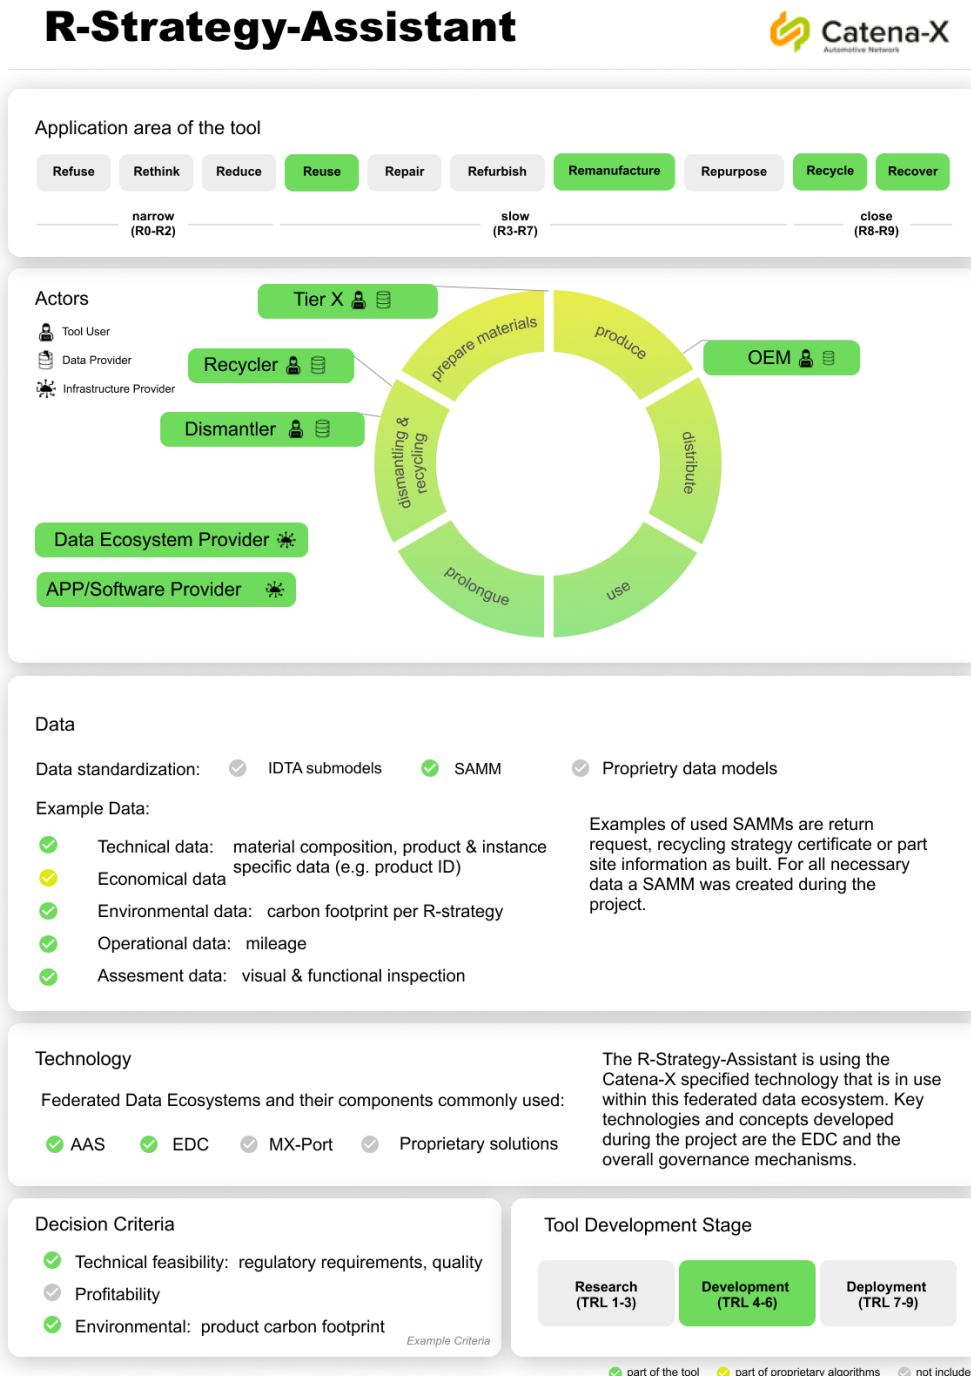 R-Strategy-Assistant
Catena-X
Automotive Network
Application area of the tool
Refuse
Rethink
Reduce
Reuse
Repair
Refurbish
Remanufacture
Repurpose
Recycle
Recover
narrow
(R0-R2)
slow
(R3-R7)
close
(R8-R9)
Actors
Tool User
Data Provider
Infrastructure Provider
Tier X
Recycler
Dismantler
OEM
Data Ecosystem Provider
APP/Software Provider
prepare materials
produce
distribute
use
prolongue
dismantling &
recycling
Data
Data standardization:
IDTA submodels
SAMM
Proprietry data models
Example Data:
Technical data: material composition, product & instance
specific data (e.g. product ID)
Economical data
Environmental data: carbon footprint per R-strategy
Operational data: mileage
Assesment data: visual & functional inspection
Examples of used SAMMs are return
request, recycling strategy certificate or part
site information as built. For all necessary
data a SAMM was created during the
project.
Technology
Federated Data Ecosystems and their components commonly used:
AAS
EDC
MX-Port
Proprietary solutions
The R-Strategy-Assistant is using the
Catena-X specified technology that is in use
within this federated data ecosystem. Key
technologies and concepts developed
during the project are the EDC and the
overall governance mechanisms.
Decision Criteria
Technical feasibility: regulatory requirements, quality
Profitability
Environmental: product carbon footprint
Example Criteria
Tool Development Stage
Research
(TRL 1-3)
Development
(TRL 4-6)
Deployment
(TRL 7-9)
part of the tool
part of proprietary algorithms
not include